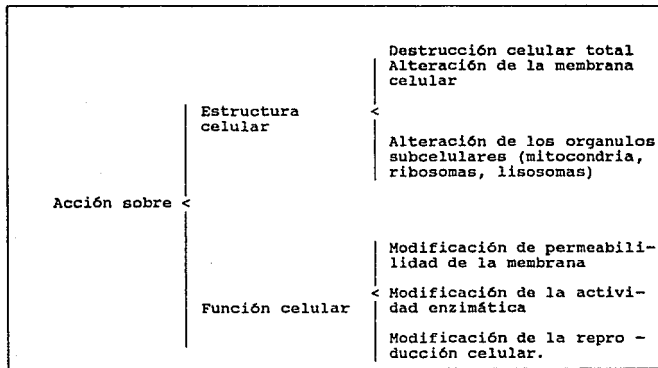 Destrucción celular total
Alteración de la membrana
celular
Estructura
celular <
Alteración de los organulos
subcelulares (mitocondria,
ribosomas, lisosomas)
Acción sobre <
Modificación de permeabili-
lidad de la membrana
Función celular < Modificación de la activi-
dad enzimática
Modificación de la repro -
ducción celular.